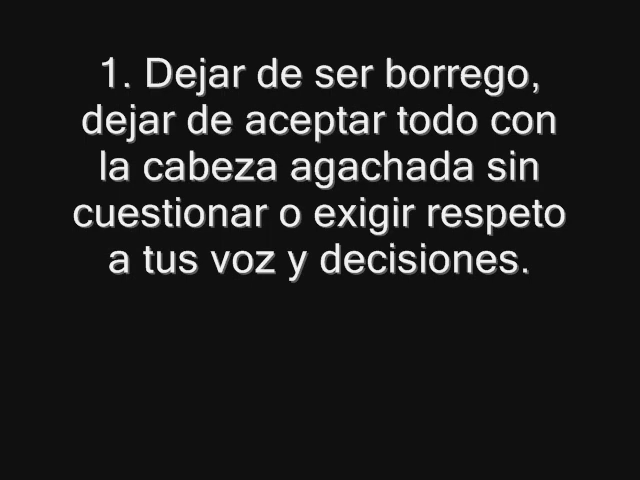 1. Dejar de ser borrego,
dejar de aceptar todo con
la cabeza agachada sin
cuestionar o exigir respeto
a tus voz y decisiones.